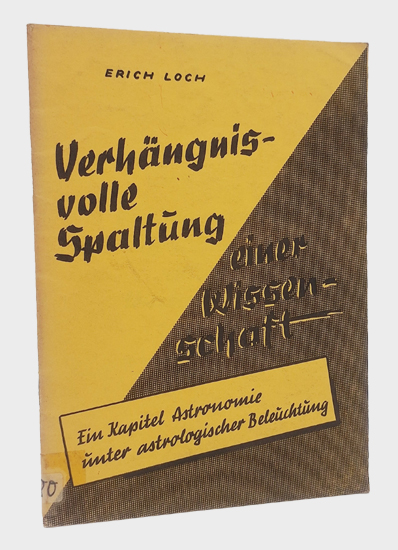 ERICH LOCH
Verhängnis-
volle
Spaltung
einer
Wissen-
schaft
Ein Kapitel Astronomie
unter astrologischer Beleuchtung